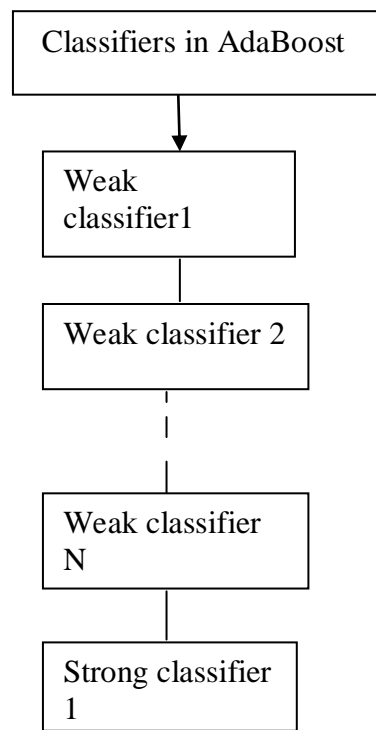 Classifiers in AdaBoost
Weak
classifier1
Weak classifier 2
Weak classifier
N
Strong classifier
1